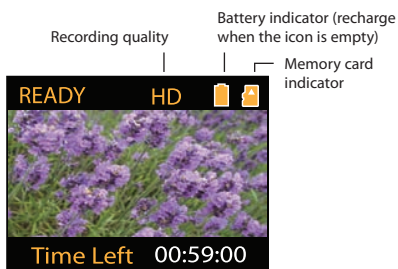 Battery indicator (recharge
when the icon is empty)
Recording quality
Memory card
indicator
READY HD
Time Left 00:59:00